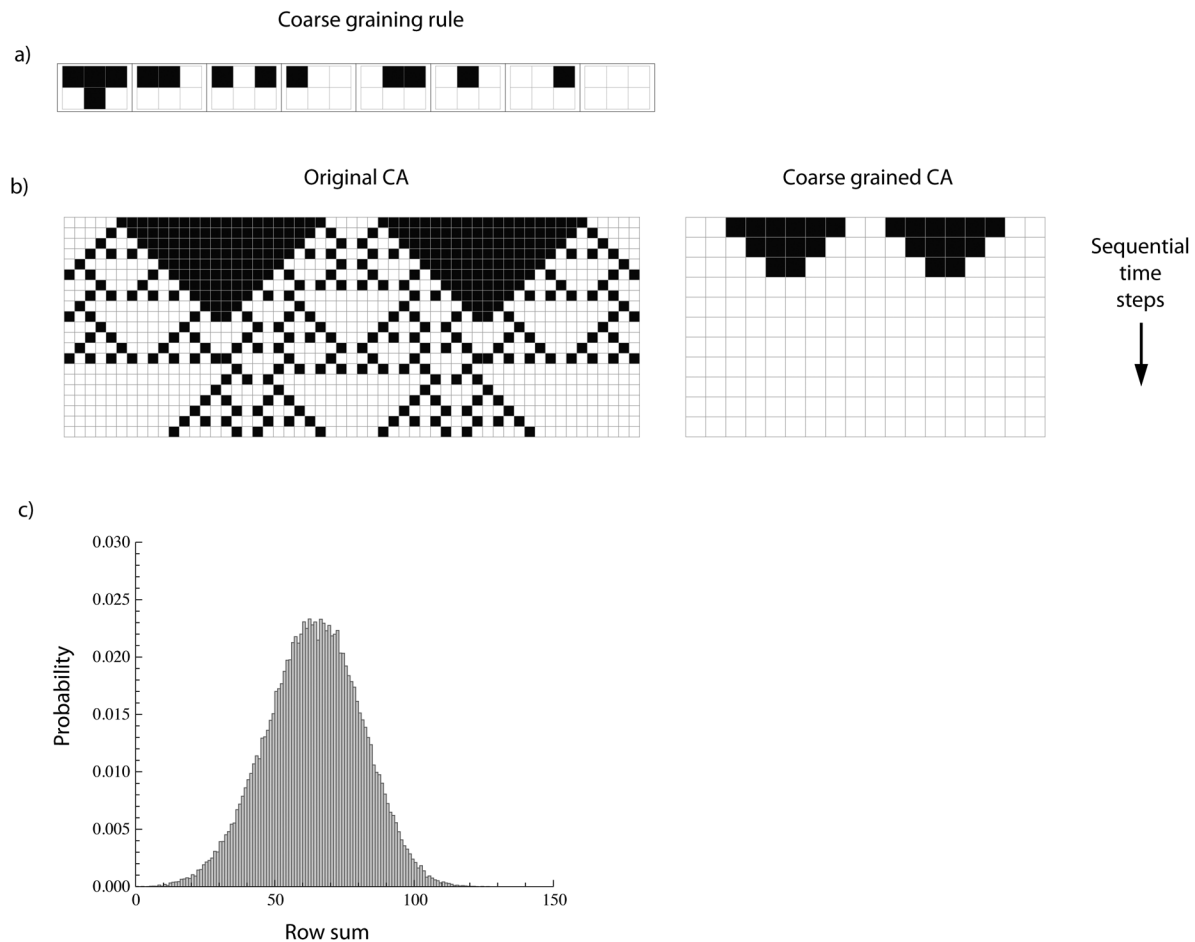 Coarse graining rule
a)
b)
Original CA
Coarse grained CA
Sequential
time
steps
c)
0.030
0.025
0.020
0.015
0.010
0.005
0.000
Probability
0
50
100
150
Row sum